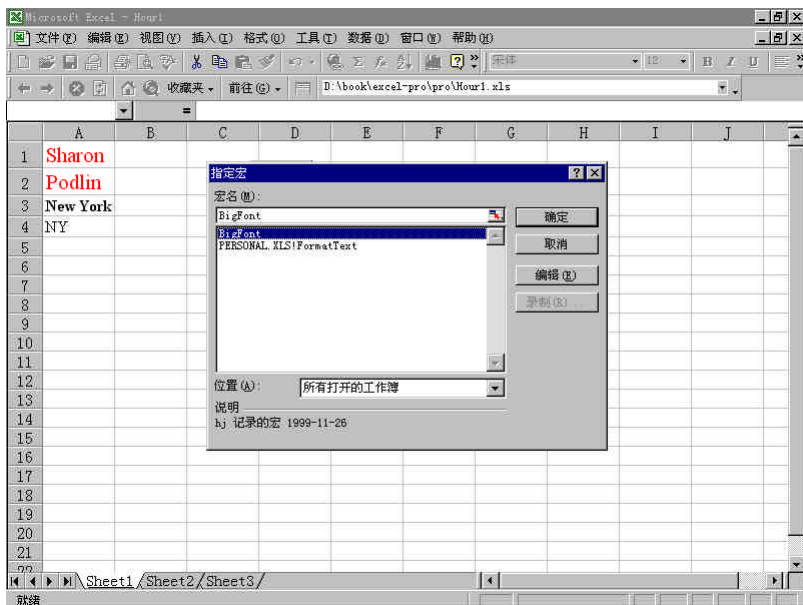 Microsoft Excel - Hour1
文件(F) 编辑(E) 视图(V) 插入(I) 格式(O) 工具(T) 数据(D) 窗口(W) 帮助(H)
宋体 12 B I U
收藏夹 前往(G) D:\book\excel-pro\pro\Hour1.xls
=
A B C D E F G H I J
1 Sharon
2 Podlin
3 New York
4 NY
5
6
7
8
9
10
11
12
13
14
15
16
17
18
19
20
21
22
指定宏
宏名(M):
BigFont
确定
BigFont
PERSONAL.XLS!FormatText
取消
编辑(E)
录制(R)...
位置(A): 所有打开的工作簿
说明
hj 记录的宏 1999-11-26
Sheet1 Sheet2 Sheet3
就绪